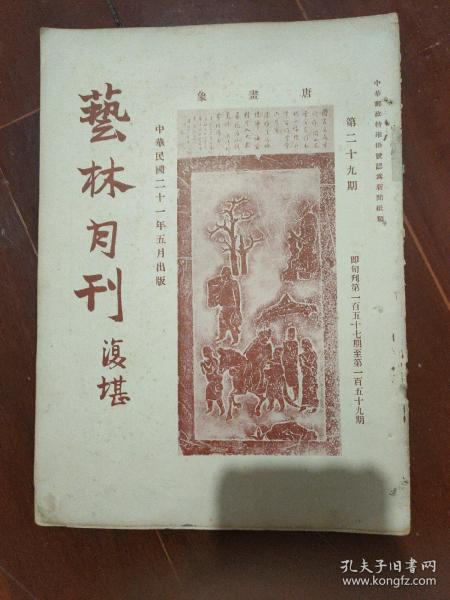 中華郵政特准掛號認為新聞紙類
第二十九期
即旬刊第一百五十七期至第一百五十九期
唐畫象
中華民國二十一年五月出版
藝林月刊
復堪
孔夫子旧书网
www.kongfz.com